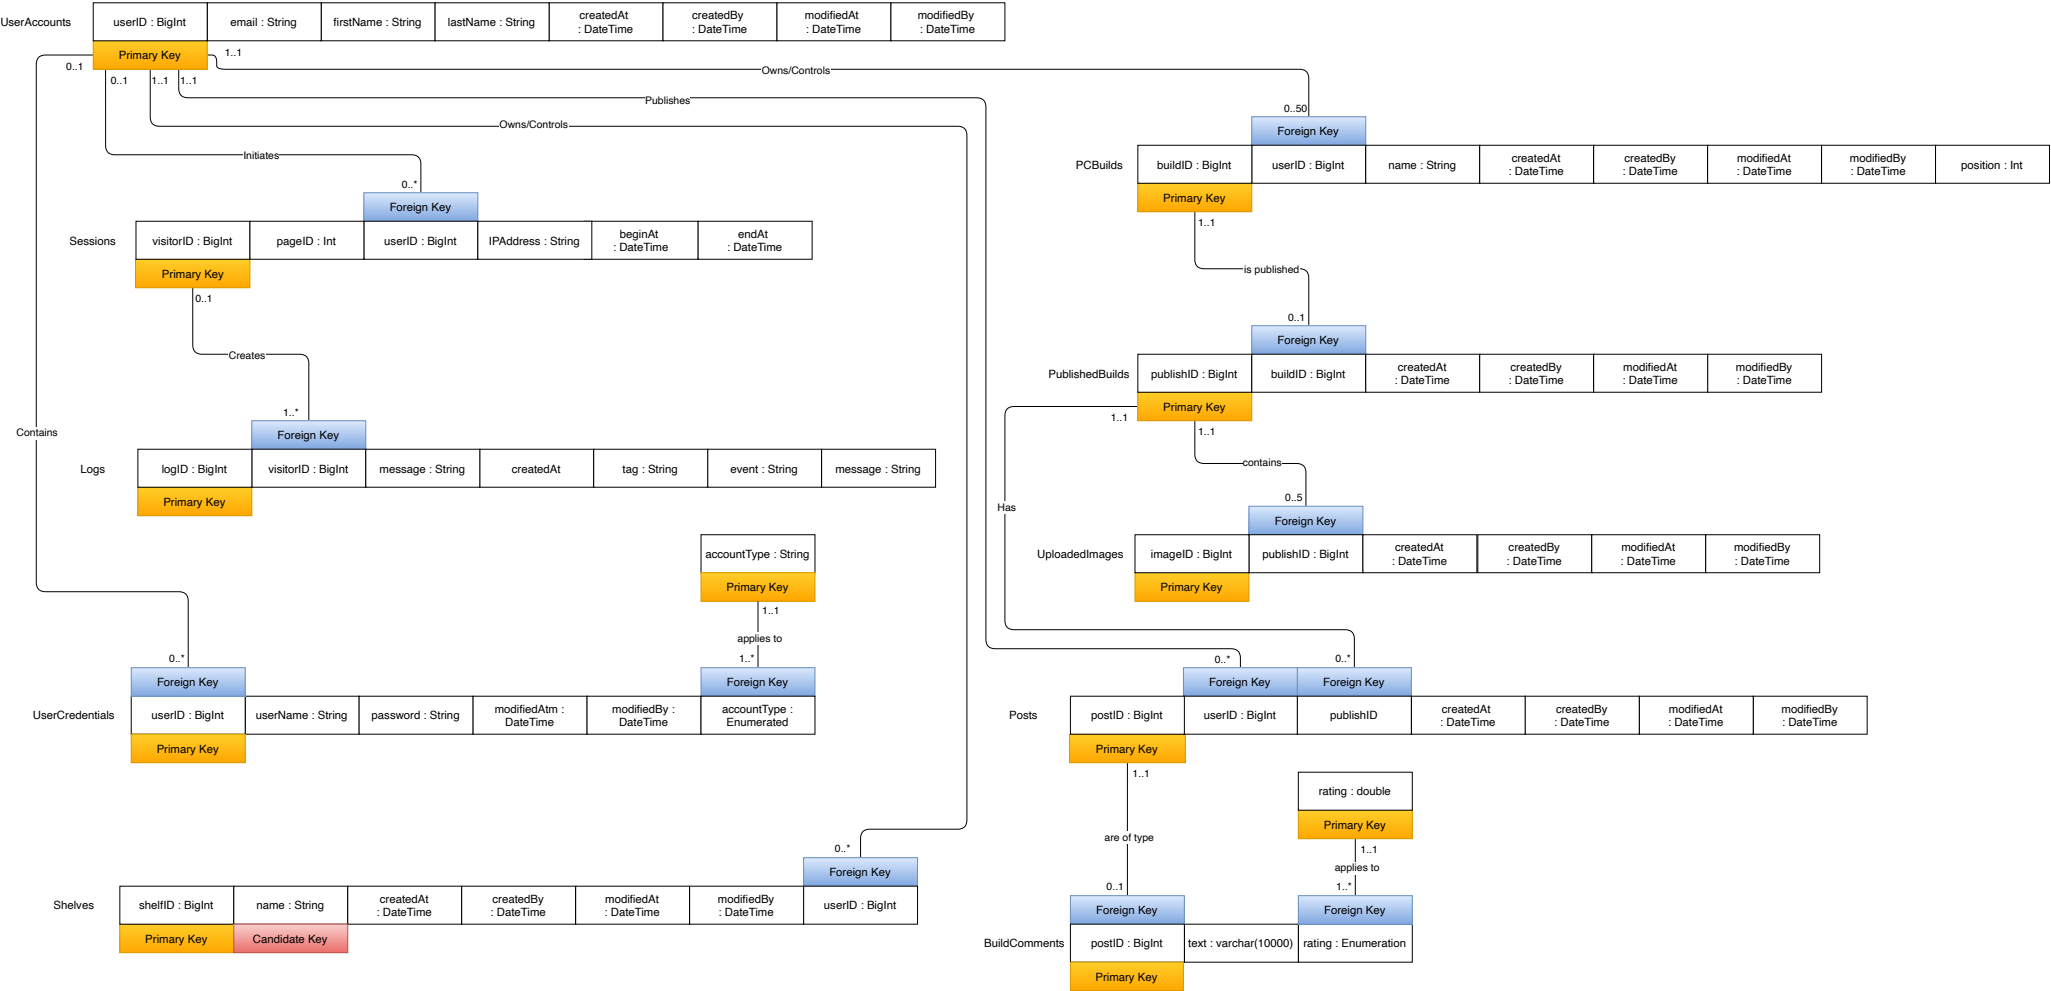 UserAccounts
userID : BigInt
email : String
firstName : String
lastName : String
createdAt
: DateTime
createdBy
: DateTime
modifiedAt
: DateTime
modifiedBy
: DateTime
Primary Key
0..1
0..1
1..1
1..1
1..1
Owns/Controls
Publishes
Owns/Controls
Initiates
0..50
Foreign Key
PCBuilds
buildID : BigInt
userID : BigInt
name : String
createdAt
: DateTime
createdBy
: DateTime
modifiedAt
: DateTime
modifiedBy
: DateTime
position : Int
Primary Key
1..1
is published
0..1
0..*
Foreign Key
Sessions
visitorID : BigInt
pageID : Int
userID : BigInt
IPAddress : String
beginAt
: DateTime
endAt
: DateTime
Primary Key
0..1
Creates
1..*
Foreign Key
PublishedBuilds
publishID : BigInt
buildID : BigInt
createdAt
: DateTime
createdBy
: DateTime
modifiedAt
: DateTime
modifiedBy
: DateTime
Primary Key
1..1
1..1
contains
0..5
Contains
Foreign Key
Logs
logID : BigInt
visitorID : BigInt
message : String
createdAt
tag : String
event : String
message : String
Primary Key
Has
Foreign Key
UploadedImages
imageID : BigInt
publishID : BigInt
createdAt
: DateTime
createdBy
: DateTime
modifiedAt
: DateTime
modifiedBy
: DateTime
Primary Key
accountType : String
Primary Key
1..1
applies to
1..*
0..*
Foreign Key
Foreign Key
UserCredentials
userID : BigInt
userName : String
password : String
modifiedAtm :
DateTime
modifiedBy :
DateTime
accountType :
Enumerated
Primary Key
0..*
0..*
Foreign Key
Foreign Key
Posts
postID : BigInt
userID : BigInt
publishID
createdAt
: DateTime
createdBy
: DateTime
modifiedAt
: DateTime
modifiedBy
: DateTime
Primary Key
1..1
are of type
0..1
rating : double
Primary Key
1..1
applies to
1..*
0..*
Foreign Key
Shelves
shelfID : BigInt
name : String
createdAt
: DateTime
createdBy
: DateTime
modifiedAt
: DateTime
modifiedBy
: DateTime
userID : BigInt
Primary Key
Candidate Key
Foreign Key
Foreign Key
BuildComments
postID : BigInt
text : varchar(10000)
rating : Enumeration
Primary Key